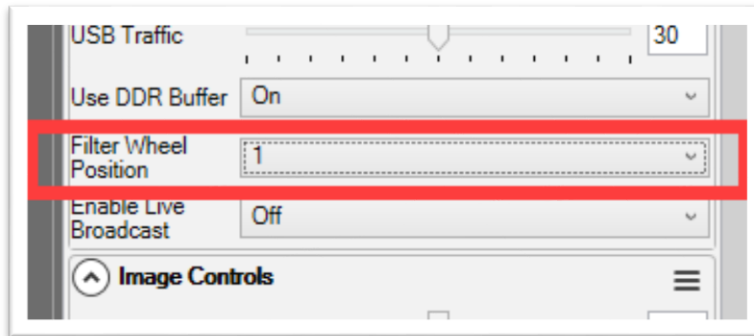 USB Traffic 30
Use DDR Buffer On
Filter Wheel
Position 1
Enable Live
Broadcast Off
Image Controls